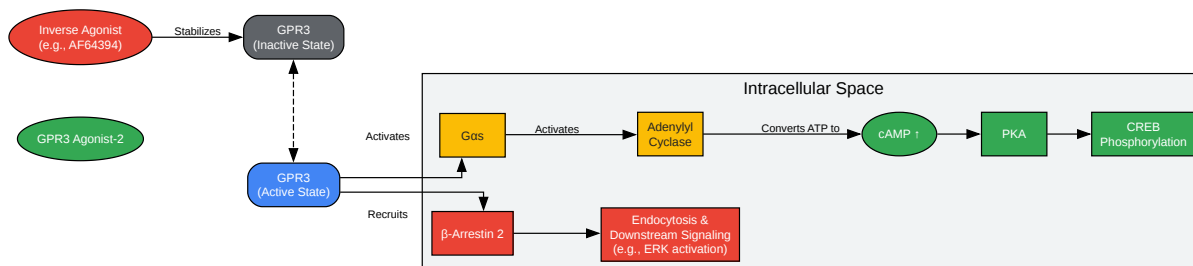 Inverse Agonist
(e.g., AF64394)
Stabilizes
GPR3
(Inactive State)
Intracellular Space
GPR3 Agonist-2
Activates
Gαs
Activates
Adenylyl
Cyclase
Converts ATP to
cAMP ↑
PKA
CREB
Phosphorylation
GPR3
(Active State)
Recruits
β-Arrestin 2
Endocytosis &
Downstream Signaling
(e.g., ERK activation)